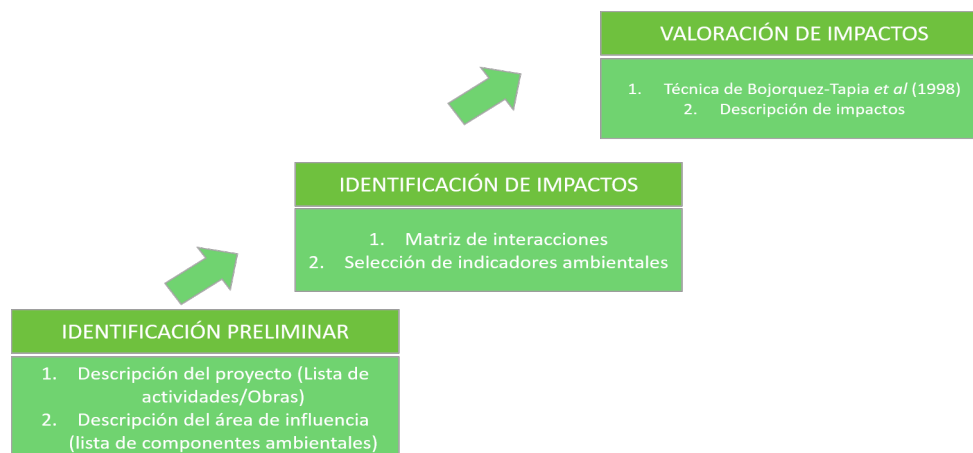 VALORACIÓN DE IMPACTOS
1. Técnica de Bojorquez-Tapia et al (1998)
2. Descripción de impactos
IDENTIFICACIÓN DE IMPACTOS
1. Matriz de interacciones
2. Selección de indicadores ambientales
IDENTIFICACIÓN PRELIMINAR
1. Descripción del proyecto (Lista de
actividades/Obras)
2. Descripción del área de influencia
(lista de componentes ambientales)